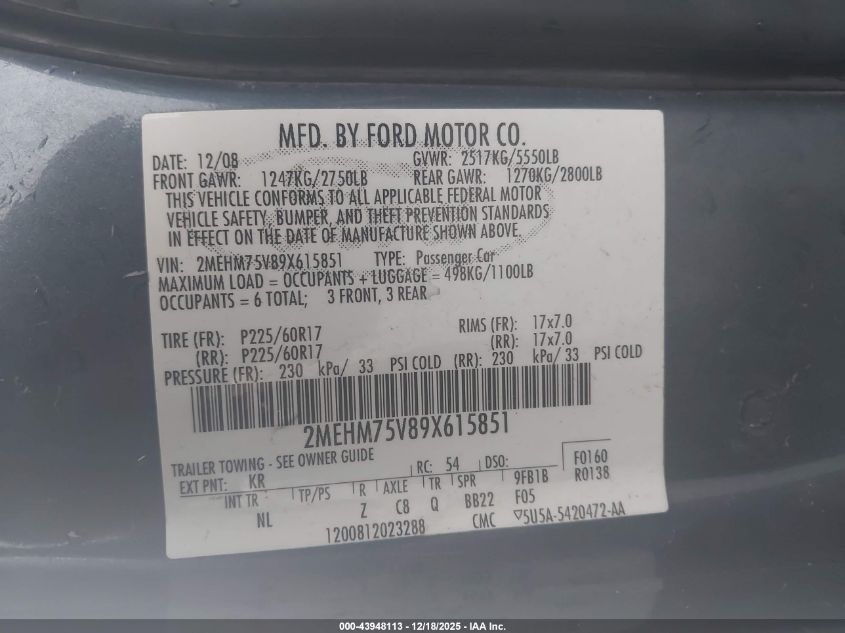 MFD. BY FORD MOTOR CO.
DATE: 12/08 GVWR: 2517KG/5550LB
FRONT GAWR: 1247KG/2750LB REAR GAWR: 1270KG/2800LB
THIS VEHICLE CONFORMS TO ALL APPLICABLE FEDERAL MOTOR
VEHICLE SAFETY, BUMPER, AND THEFT PREVENTION STANDARDS
IN EFFECT ON THE DATE OF MANUFACTURE SHOWN ABOVE.
VIN: 2MEHM75V89X615851 TYPE: Passenger Car
MAXIMUM LOAD = OCCUPANTS + LUGGAGE = 498KG/1100LB
OCCUPANTS = 6 TOTAL; 3 FRONT, 3 REAR
TIRE (FR): P225/60R17 RIMS (FR): 17x7.0
(RR): P225/60R17 (RR): 17x7.0
PRESSURE (FR): 230 kPa/ 33 PSI COLD (RR): 230 kPa/ 33 PSI COLD
2MEHM75V89X615851
TRAILER TOWING - SEE OWNER GUIDE
EXT PNT: KR RC: 54 DSO: F0160
R0138
INT TR TP/PS R AXLE TR SPR 9FB1B
NL Z C8 Q BB22 F05
1200812023288 CMC ▽5U5A-5420472-AA
000-43948113 - 12/18/2025 - IAA Inc.